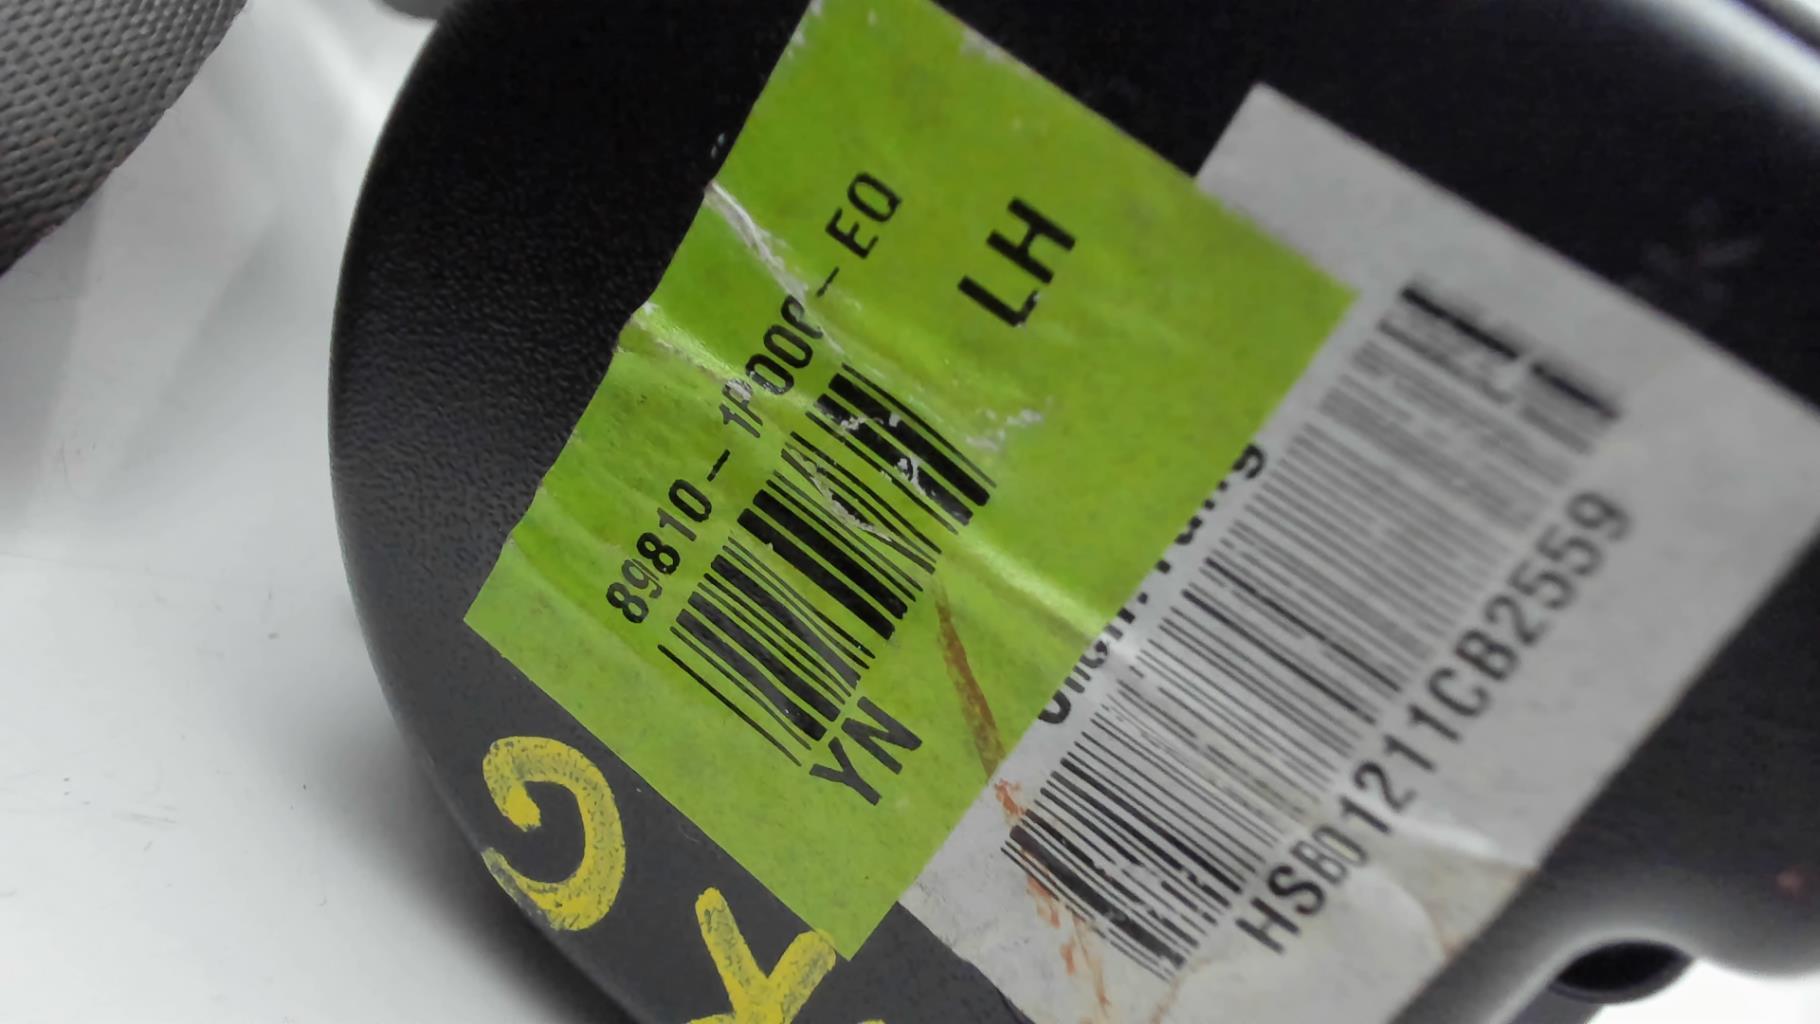 89810-1P000-EQ
LH
YN
HSB01211CB2559